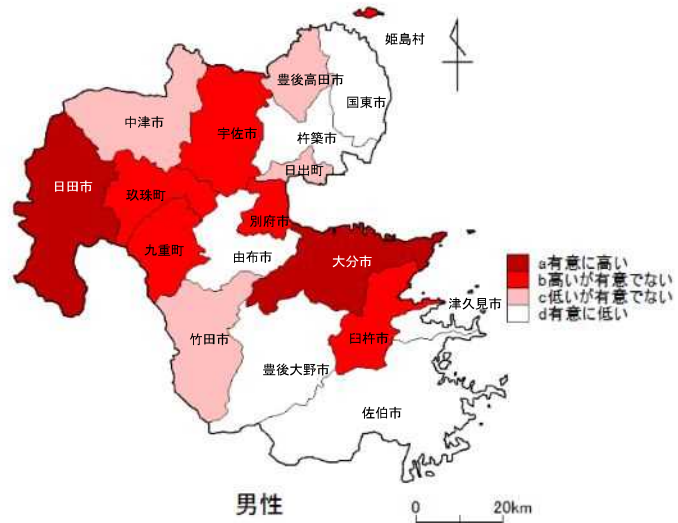 姫島村
豊後高田市
国東市
中津市
宇佐市
杵築市
日出町
日田市
玖珠町
別府市
九重町
由布市
大分市
a有意に高い
b高いが有意でない
c低いが有意でない
d有意に低い
津久見市
竹田市
臼杵市
豊後大野市
佐伯市
男性
0 20km